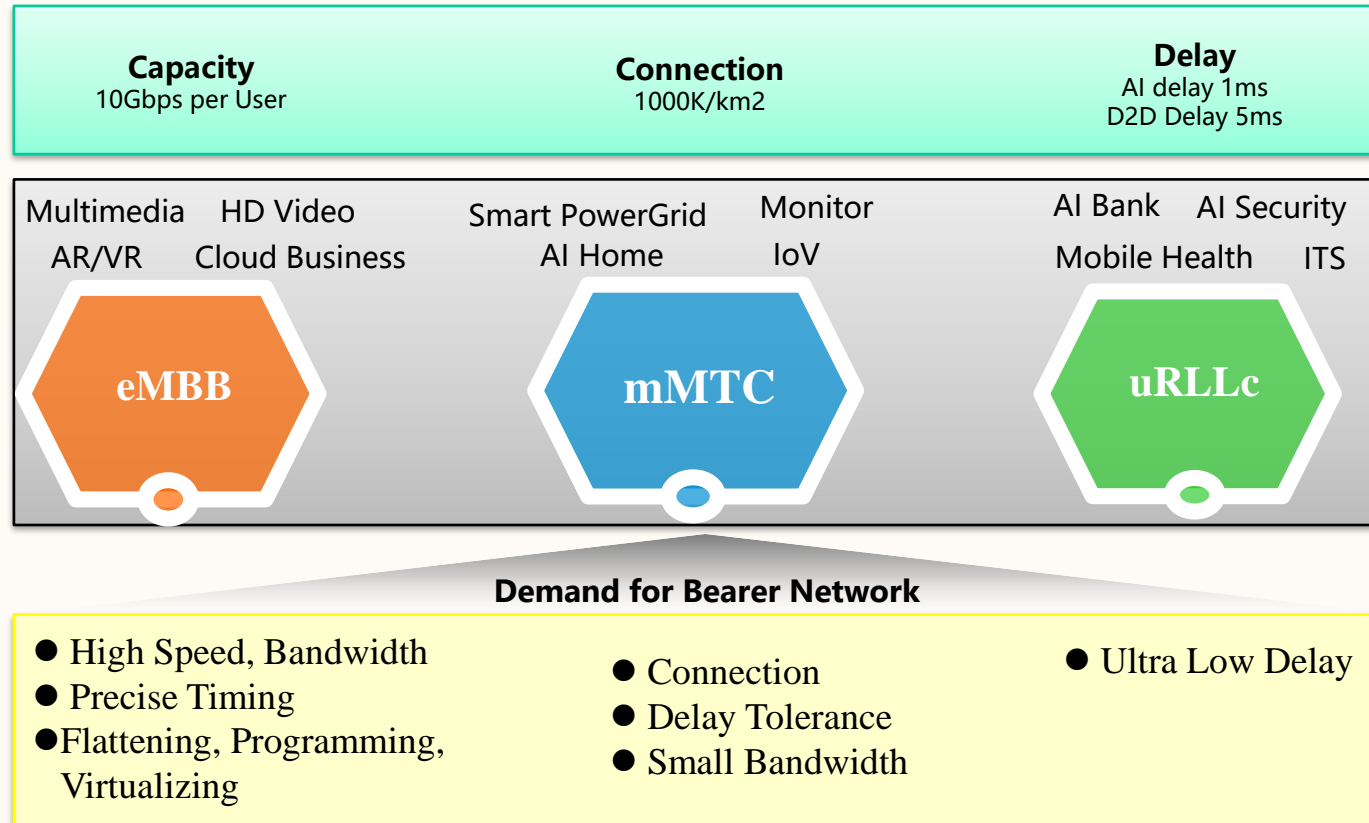 Capacity
10Gbps per User
Connection
1000K/km2
Delay
AI delay 1ms
D2D Delay 5ms
Multimedia HD Video
AR/VR Cloud Business
Smart PowerGrid Monitor
AI Home IoV
AI Bank AI Security
Mobile Health ITS
eMBB
mMTC
uRLLc
Demand for Bearer Network
● High Speed, Bandwidth
● Precise Timing
●Flattening, Programming,
Virtualizing
● Connection
● Delay Tolerance
● Small Bandwidth
● Ultra Low Delay